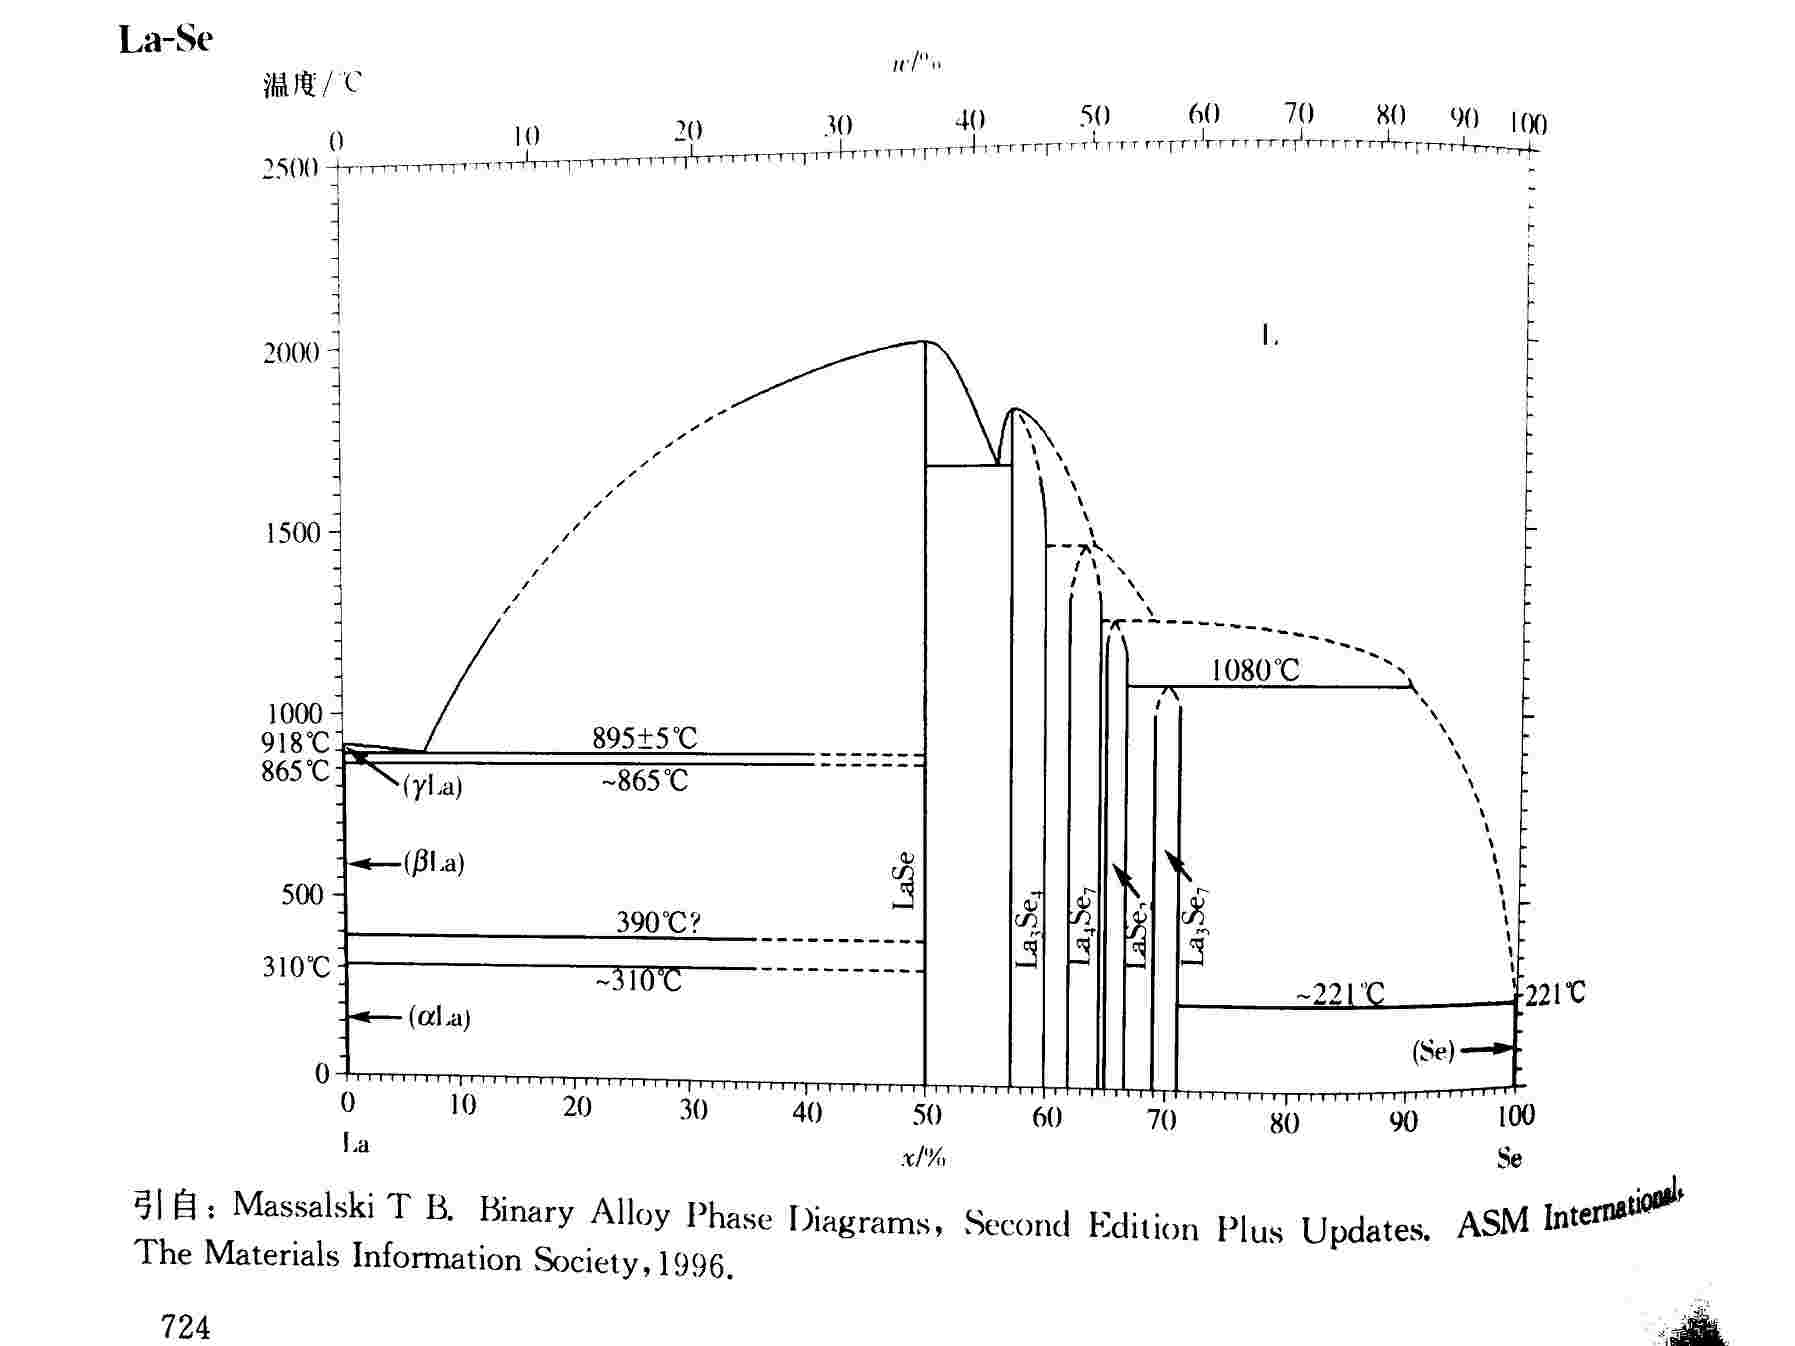 La-Se
w/%
温度/℃
0 10 20 30 40 50 60 70 80 90 100
2500
L
2000
1500
1080℃
1000
918℃
895±5℃
865℃
~865℃
(γLa)
(βLa)
LaSe
La₃Se₄
La₄Se₇
LaSe₂
La₃Se₇
500
390℃?
310℃
~310℃
~221℃
221℃
(αLa)
(Se)
0
0 10 20 30 40 50 60 70 80 90 100
La
x/%
Se
引自：Massalski T B. Binary Alloy Phase Diagrams, Second Edition Plus Updates. ASM International.
The Materials Information Society,1996.
724